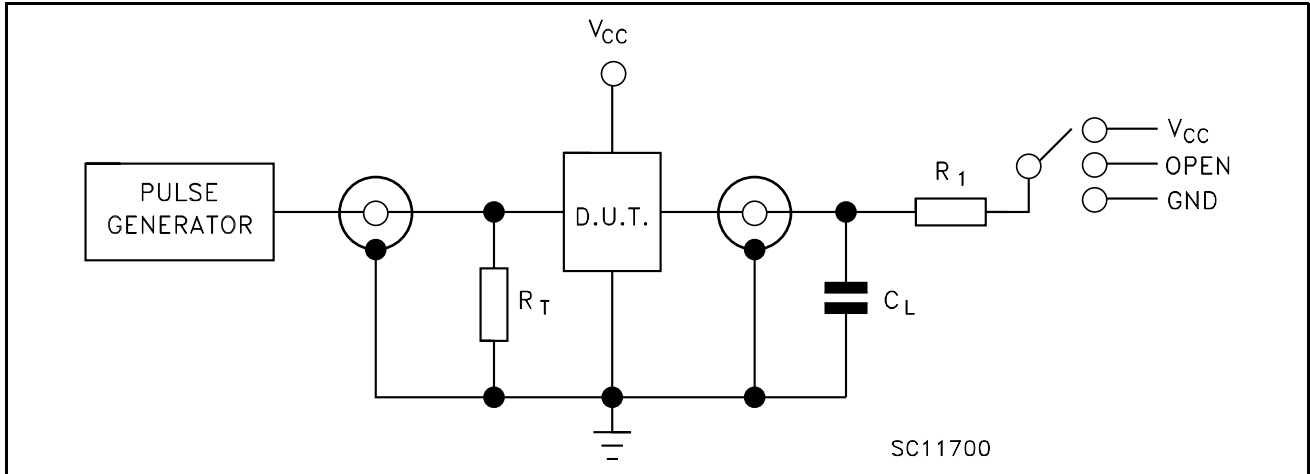 VCC
PULSE
GENERATOR
D.U.T.
RT
CL
R1
VCC
OPEN
GND
SC11700